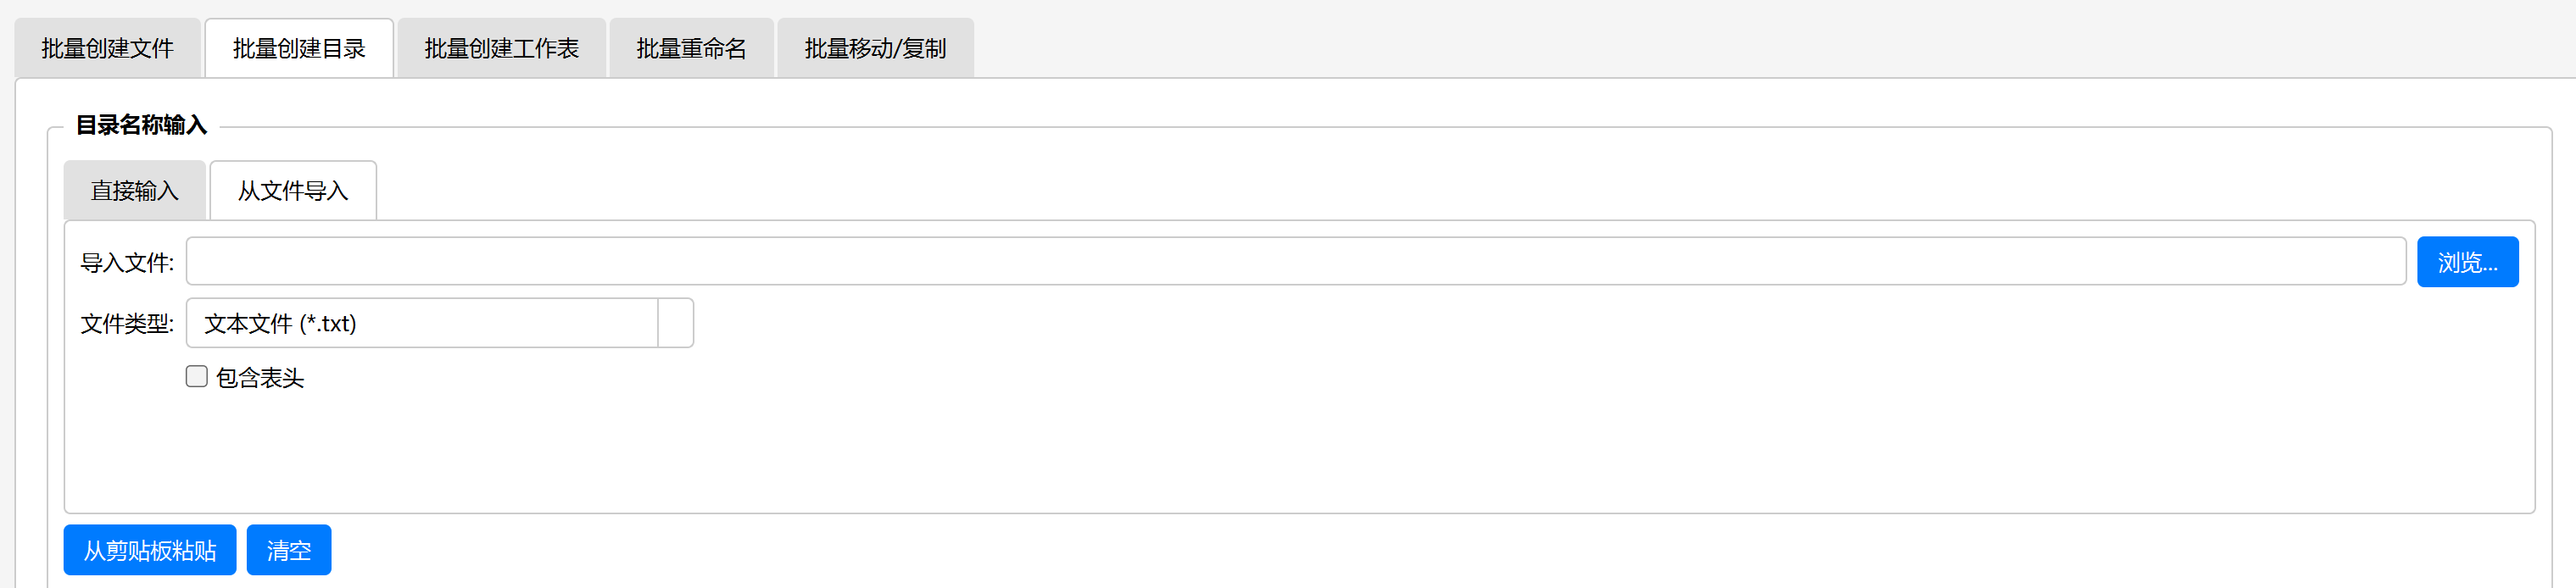 批量创建文件 批量创建目录 批量创建工作表 批量重命名 批量移动/复制
目录名称输入
直接输入 从文件导入
导入文件: 浏览...
文件类型: 文本文件 (*.txt)
包含表头
从剪贴板粘贴 清空